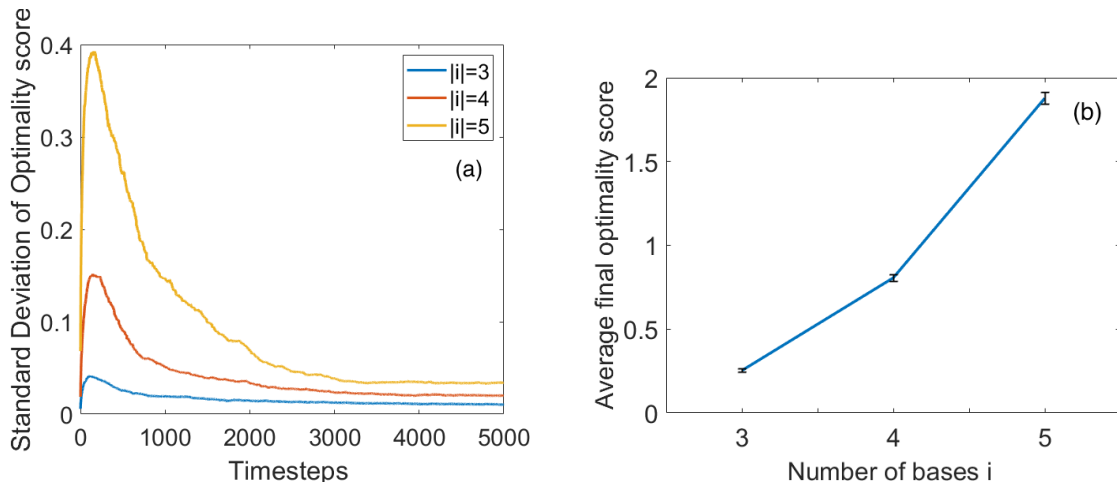 Standard Deviation of Optimality score
0.4
0.3
0.2
0.1
0
0
1000
2000
3000
4000
5000
Timesteps
|i|=3
|i|=4
|i|=5
(a)
Average final optimality score
2
1.5
1
0.5
0
3
4
5
Number of bases i
(b)